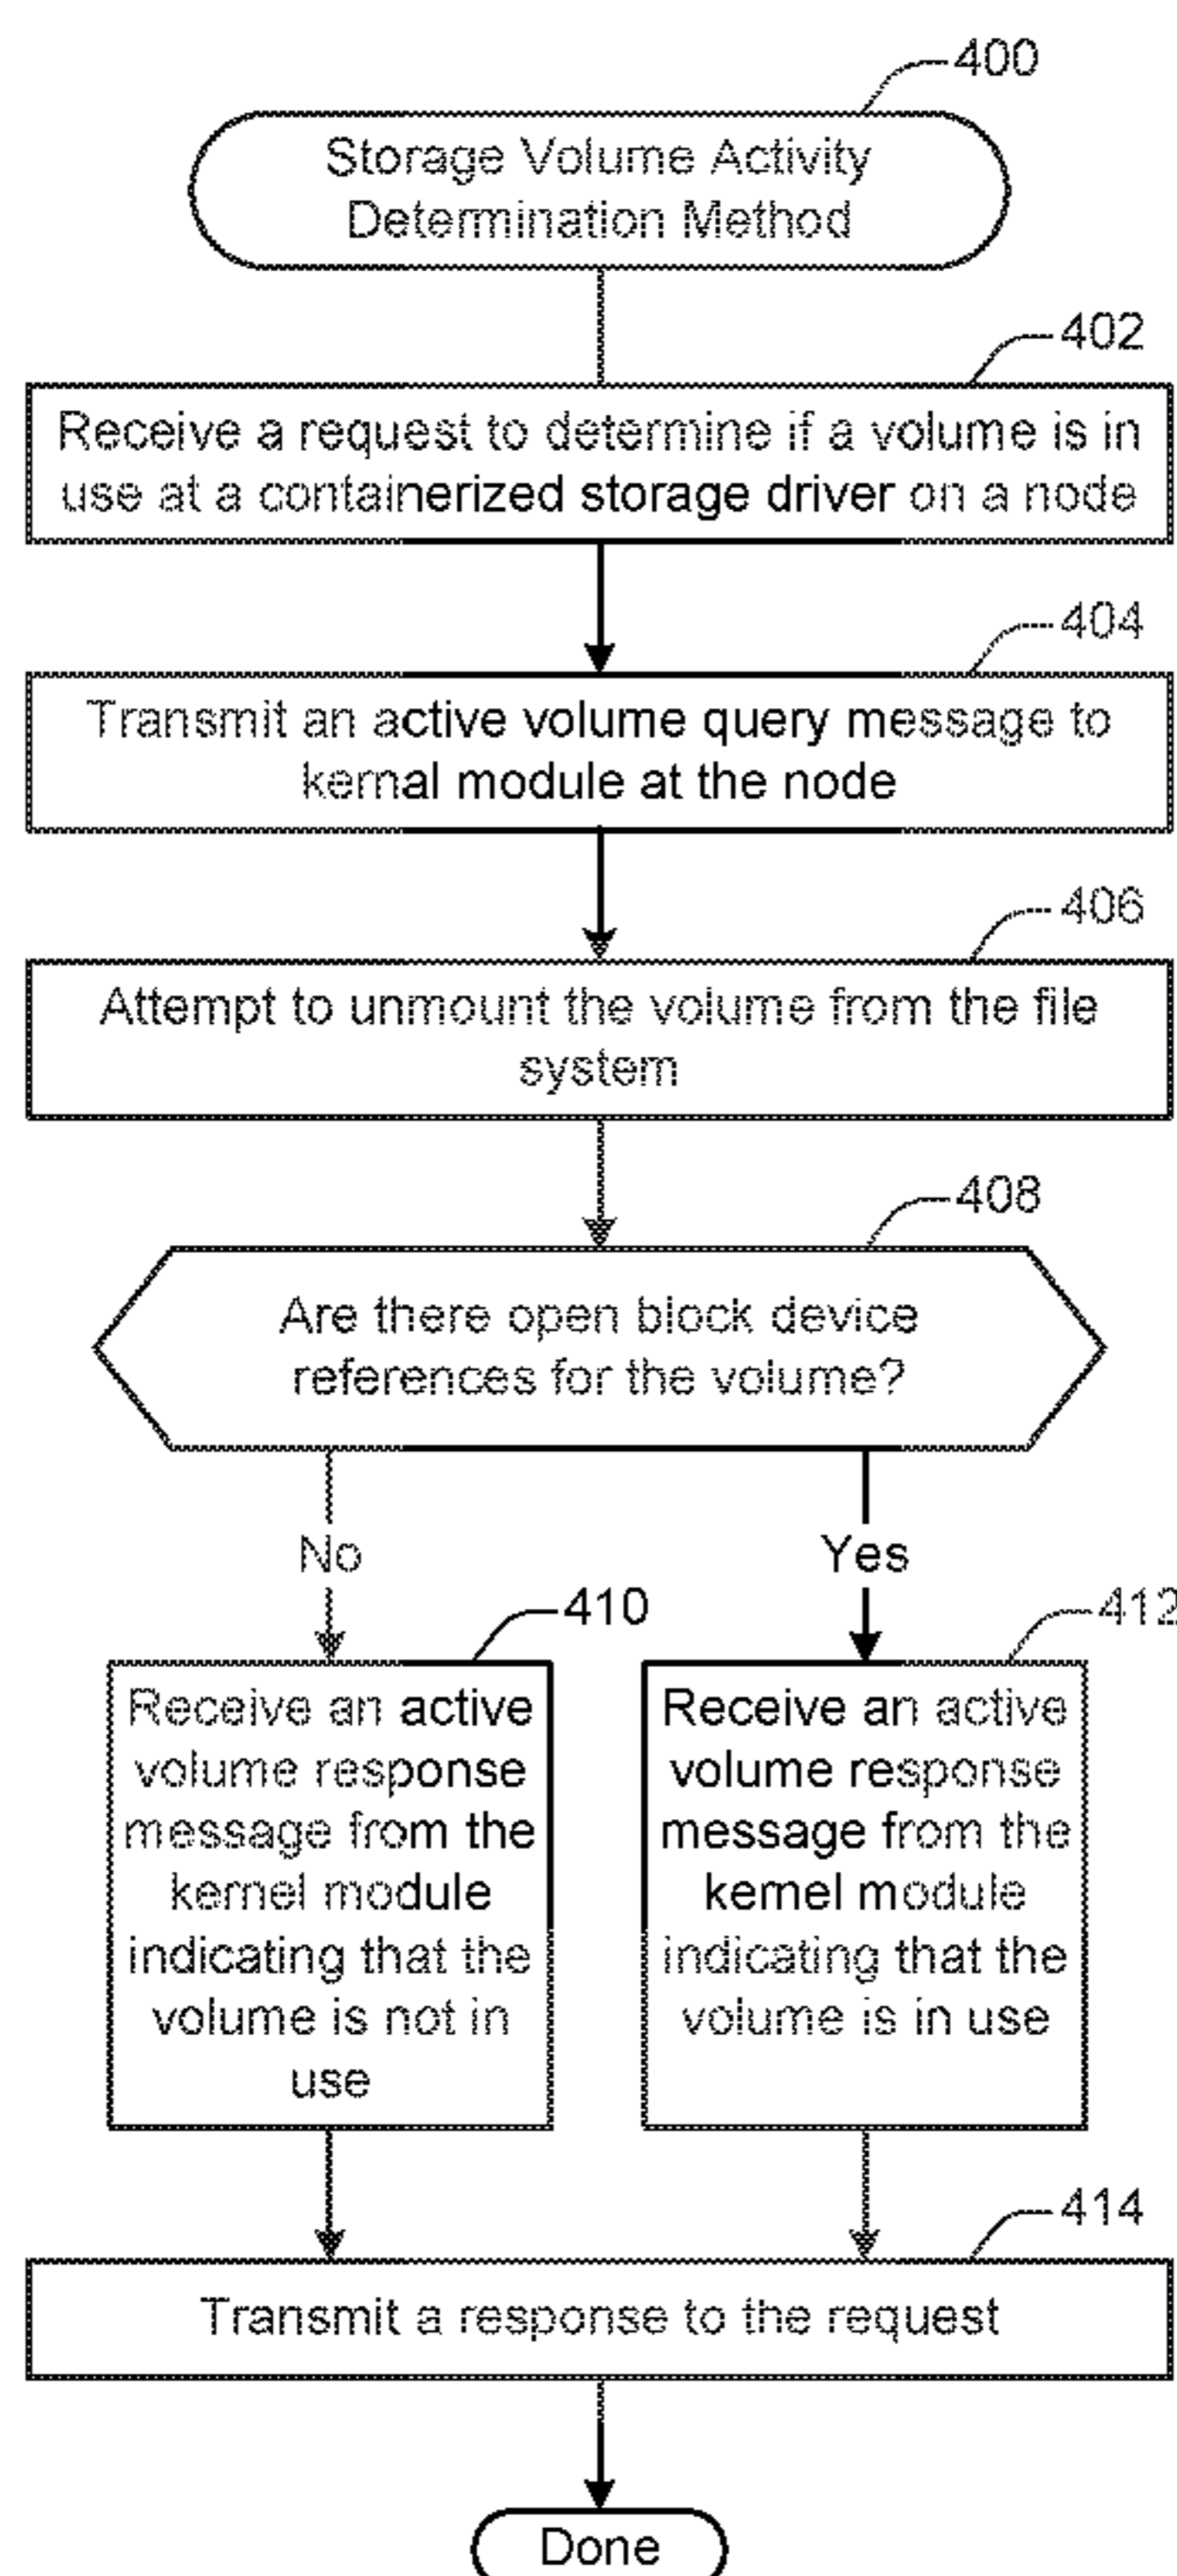 400
Storage Volume Activity
Determination Method
402
Receive a request to determine if a volume is in
use at a containerized storage driver on a node
404
Transmit an active volume query message to
kernal module at the node
406
Attempt to unmount the volume from the file
system
408
Are there open block device
references for the volume?
No
Yes
410
412
Receive an active
volume response
message from the
kernel module
indicating that the
volume is not in
use
Receive an active
volume response
message from the
kernel module
indicating that the
volume is in use
414
Transmit a response to the request
Done